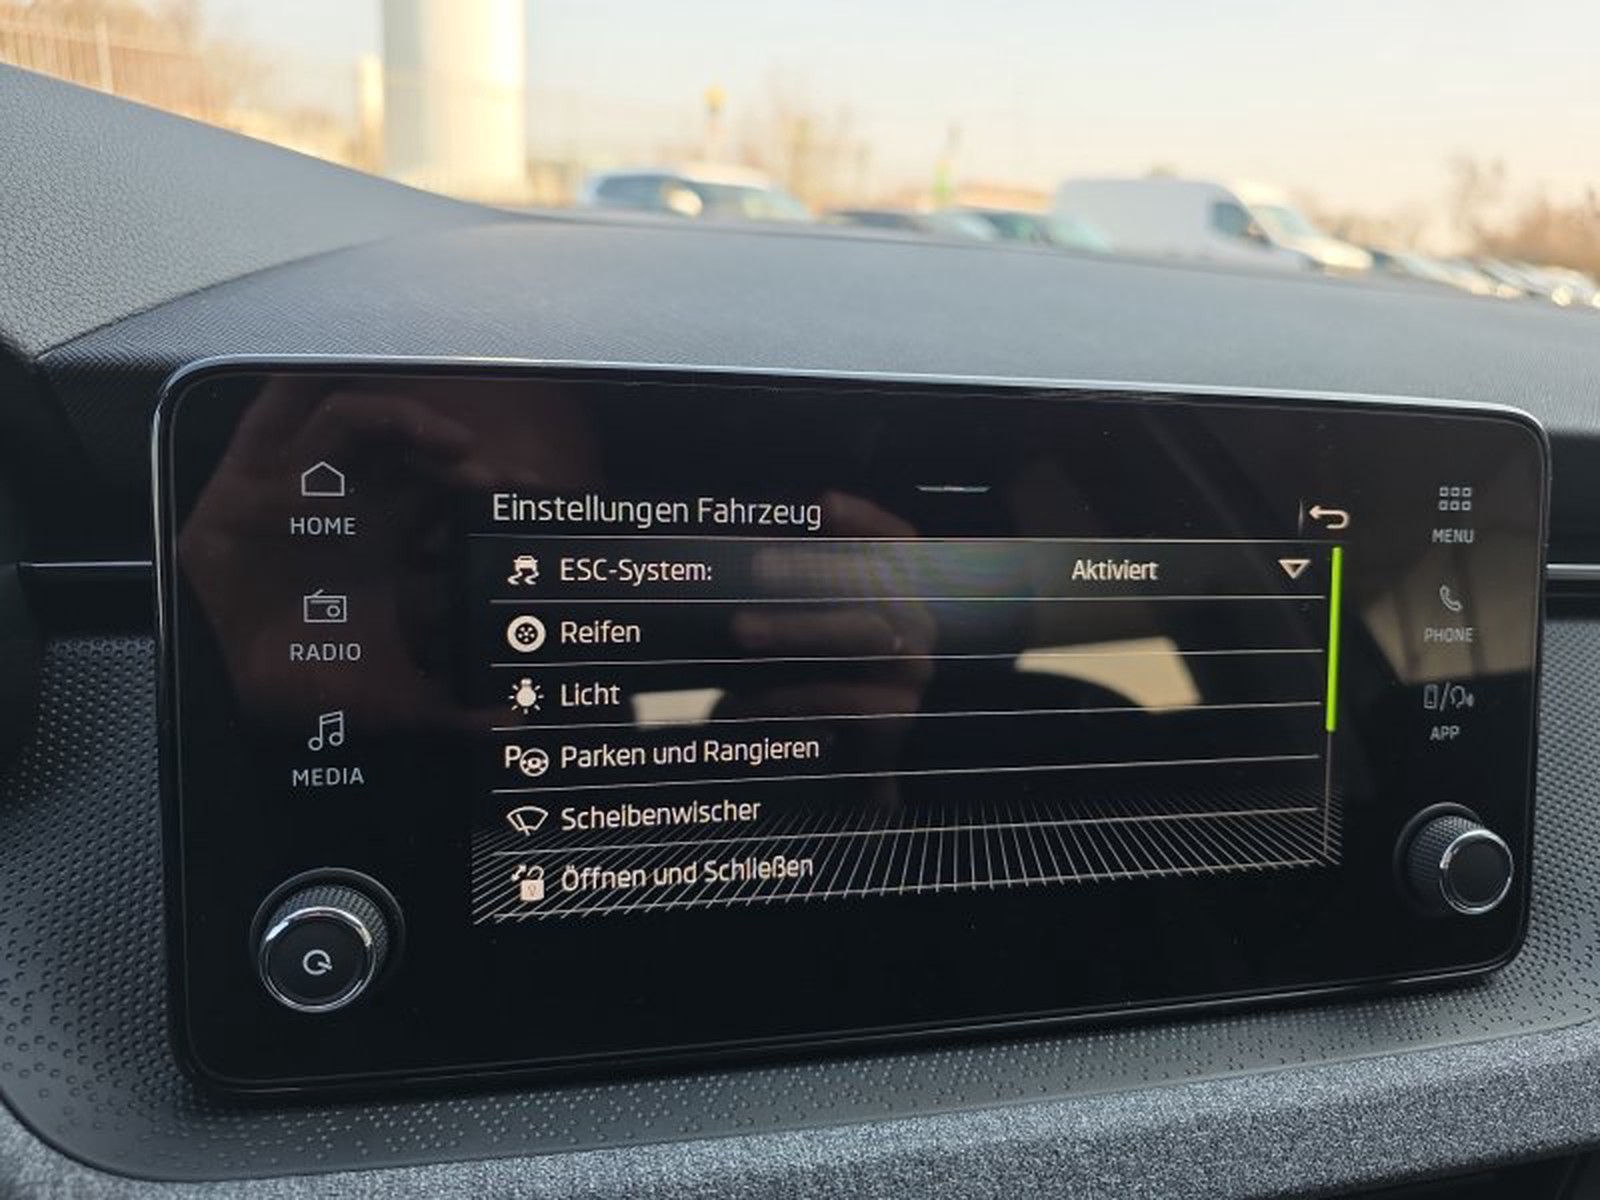 HOME
RADIO
MEDIA
Einstellungen Fahrzeug
ESC-System: Aktiviert
Reifen
Licht
P Parken und Rangieren
Scheibenwischer
Öffnen und Schließen
MENU
PHONE
APP